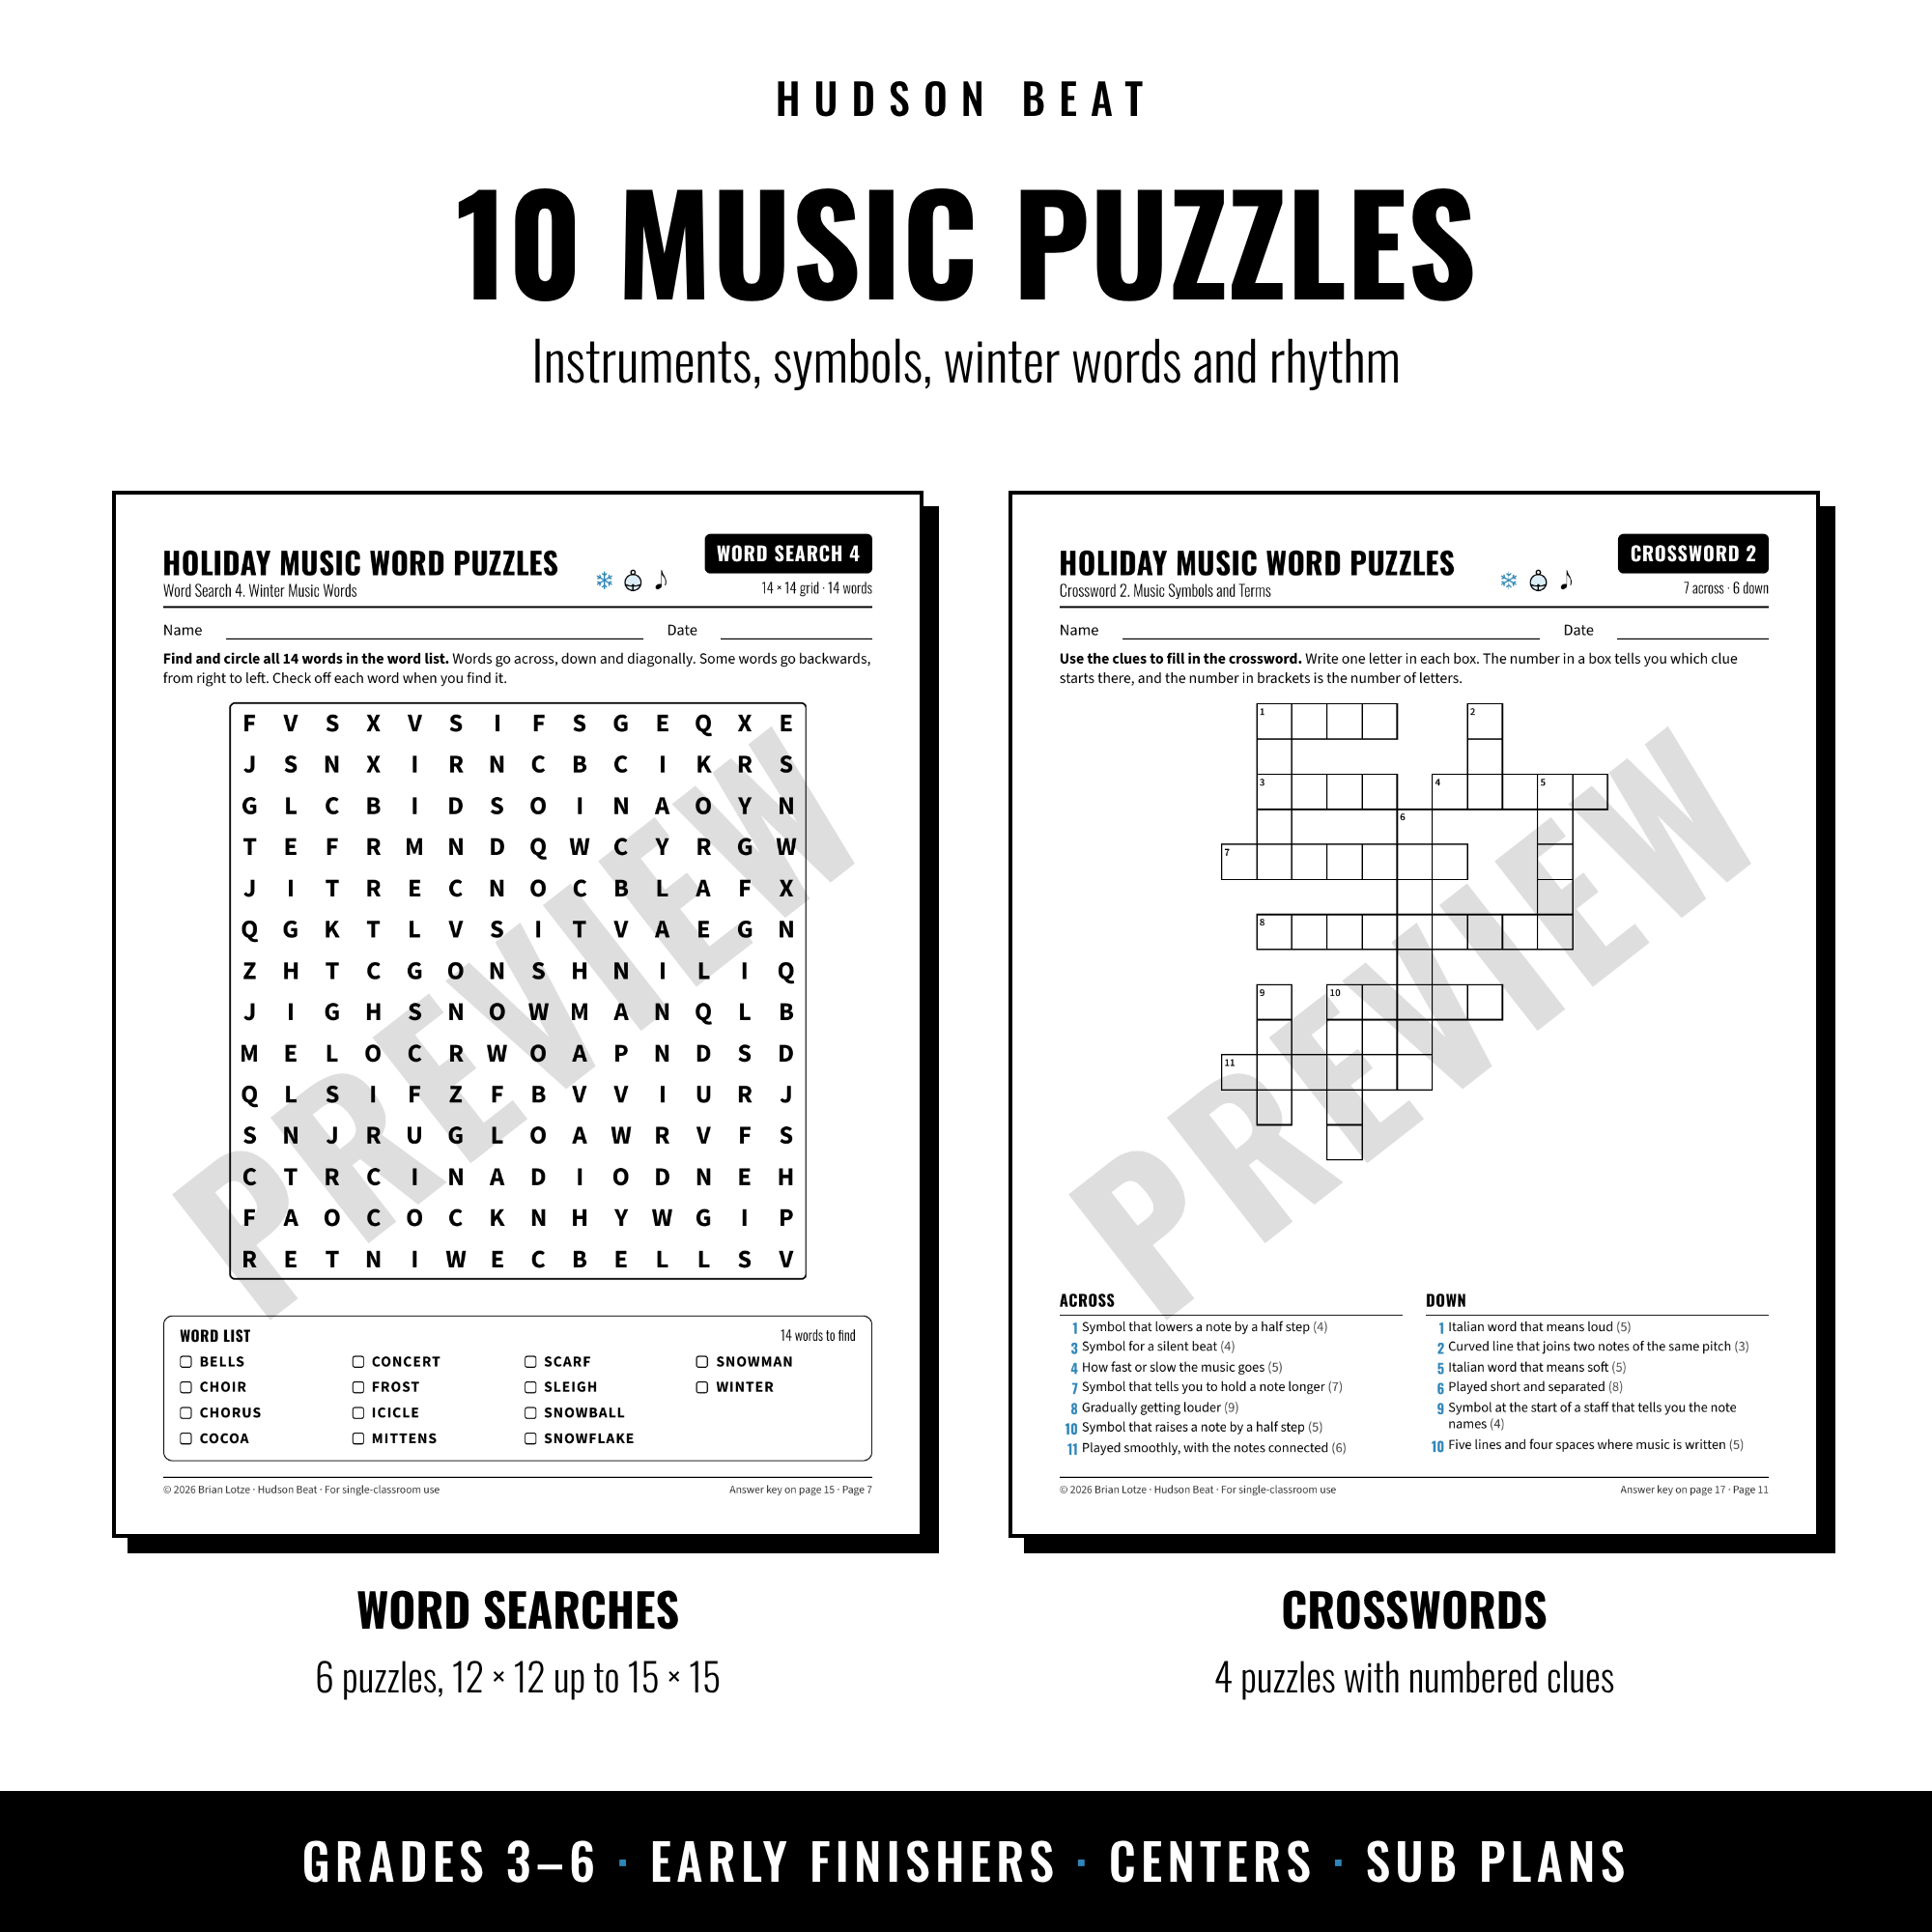 HUDSON BEAT
10 MUSIC PUZZLES
Instruments, symbols, winter words and rhythm
HOLIDAY MUSIC WORD PUZZLES
WORD SEARCH 4
Word Search 4. Winter Music Words
14 × 14 grid · 14 words
Name
Date
Find and circle all 14 words in the word list. Words go across, down and diagonally. Some words go backwards,
from right to left. Check off each word when you find it.
F V S X V S I F S G E Q X E
J S N X I R N C B C I K R S
G L C B I D S O I N A O Y N
T E F R M N D Q W C Y R G W
J I T R E C N O C B L A F X
Q G K T L V S I T V A E G N
Z H T C G O N S H N I L I Q
J I G H S N O W M A N Q L B
M E L O C R W O A P N D S D
Q L S I F Z F B V V I U R J
S N J R U G L O A W R V F S
C T R C I N A D I O D N E H
F A O C O C K N H Y W G I P
R E T N I W E C B E L L S V
PREVIEW
WORD LIST
14 words to find
BELLS
CHOIR
CHORUS
COCOA
CONCERT
FROST
ICICLE
MITTENS
SCARF
SLEIGH
SNOWBALL
SNOWFLAKE
SNOWMAN
WINTER
© 2026 Brian Lotze · Hudson Beat · For single-classroom use
Answer key on page 15 · Page 7
HOLIDAY MUSIC WORD PUZZLES
CROSSWORD 2
Crossword 2. Music Symbols and Terms
7 across · 6 down
Name
Date
Use the clues to fill in the crossword. Write one letter in each box. The number in a box tells you which clue
starts there, and the number in brackets is the number of letters.
1 2
3 4 5
6
7
8
9 10
11
PREVIEW
ACROSS
1 Symbol that lowers a note by a half step (4)
3 Symbol for a silent beat (4)
4 How fast or slow the music goes (5)
7 Symbol that tells you to hold a note longer (7)
8 Gradually getting louder (9)
10 Symbol that raises a note by a half step (5)
11 Played smoothly, with the notes connected (6)
DOWN
1 Italian word that means loud (5)
2 Curved line that joins two notes of the same pitch (3)
5 Italian word that means soft (5)
6 Played short and separated (8)
9 Symbol at the start of a staff that tells you the note
names (4)
10 Five lines and four spaces where music is written (5)
© 2026 Brian Lotze · Hudson Beat · For single-classroom use
Answer key on page 17 · Page 11
WORD SEARCHES
6 puzzles, 12 × 12 up to 15 × 15
CROSSWORDS
4 puzzles with numbered clues
GRADES 3–6 · EARLY FINISHERS · CENTERS · SUB PLANS